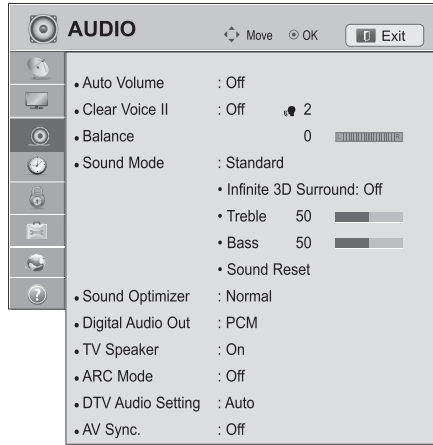 AUDIO Move OK Exit
• Auto Volume : Off
• Clear Voice II : Off 2
• Balance 0 L R
• Sound Mode : Standard
• Infinite 3D Surround: Off
• Treble 50
• Bass 50
• Sound Reset
• Sound Optimizer : Normal
• Digital Audio Out : PCM
• TV Speaker : On
• ARC Mode : Off
• DTV Audio Setting : Auto
• AV Sync. : Off
?